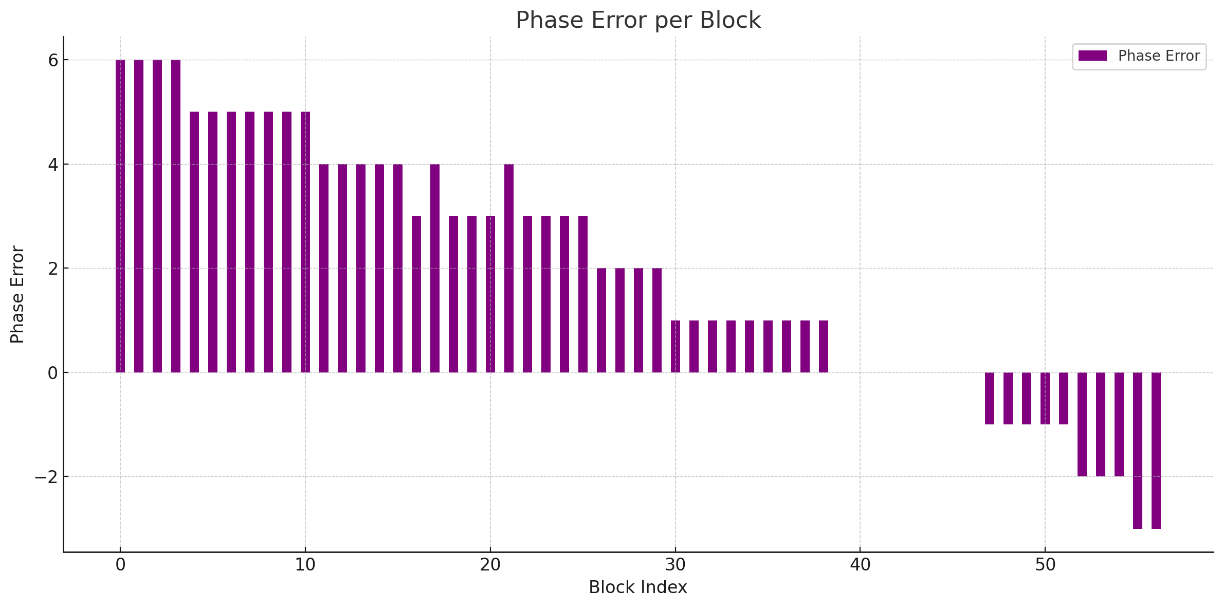 Phase Error per Block
Phase Error
6
4
2
0
−2
Phase Error
0 10 20 30 40 50
Block Index